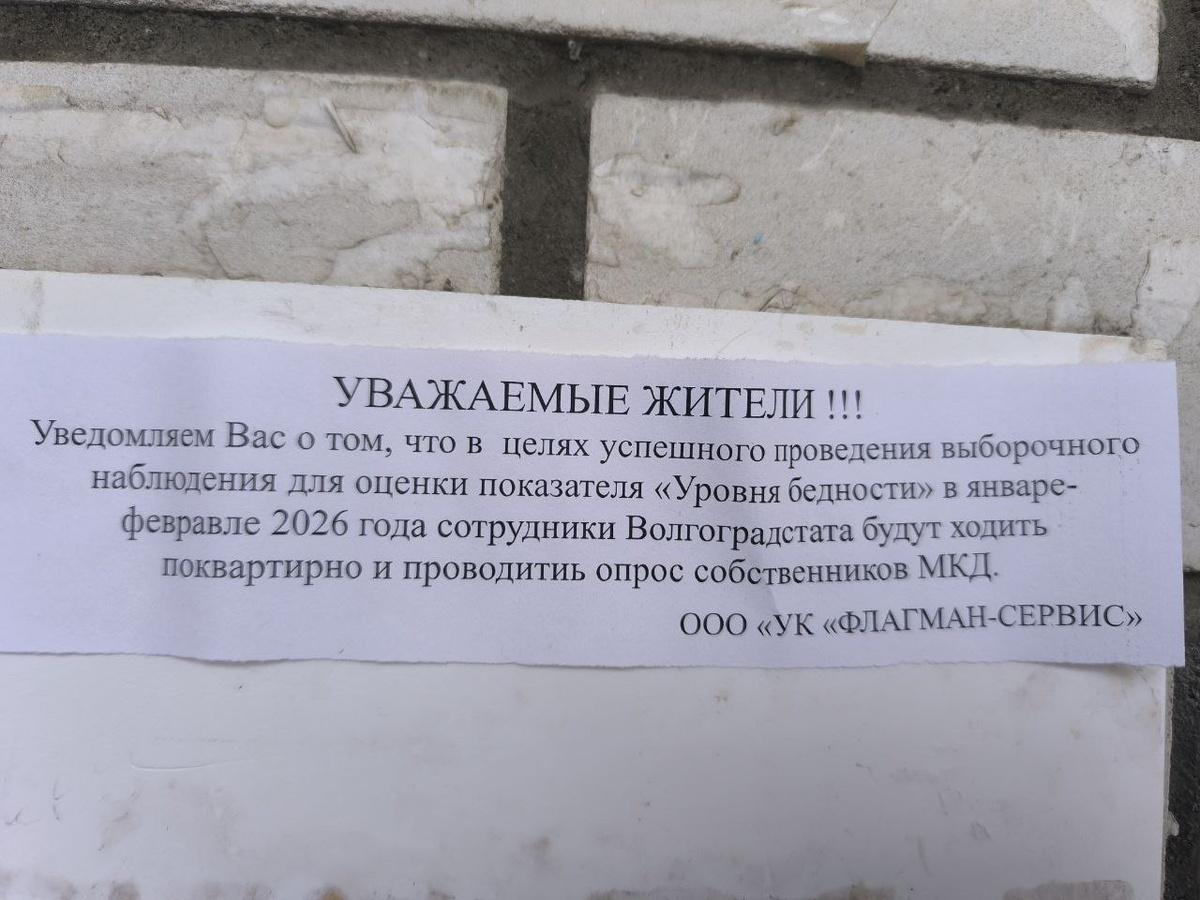 УВАЖАЕМЫЕ ЖИТЕЛИ !!!
Уведомляем Вас о том, что в целях успешного проведения выборочного
наблюдения для оценки показателя «Уровня бедности» в январе-
февравле 2026 года сотрудники Волгоградстата будут ходить
поквартирно и проводитиь опрос собственников МКД.
ООО «УК «ФЛАГМАН-СЕРВИС»